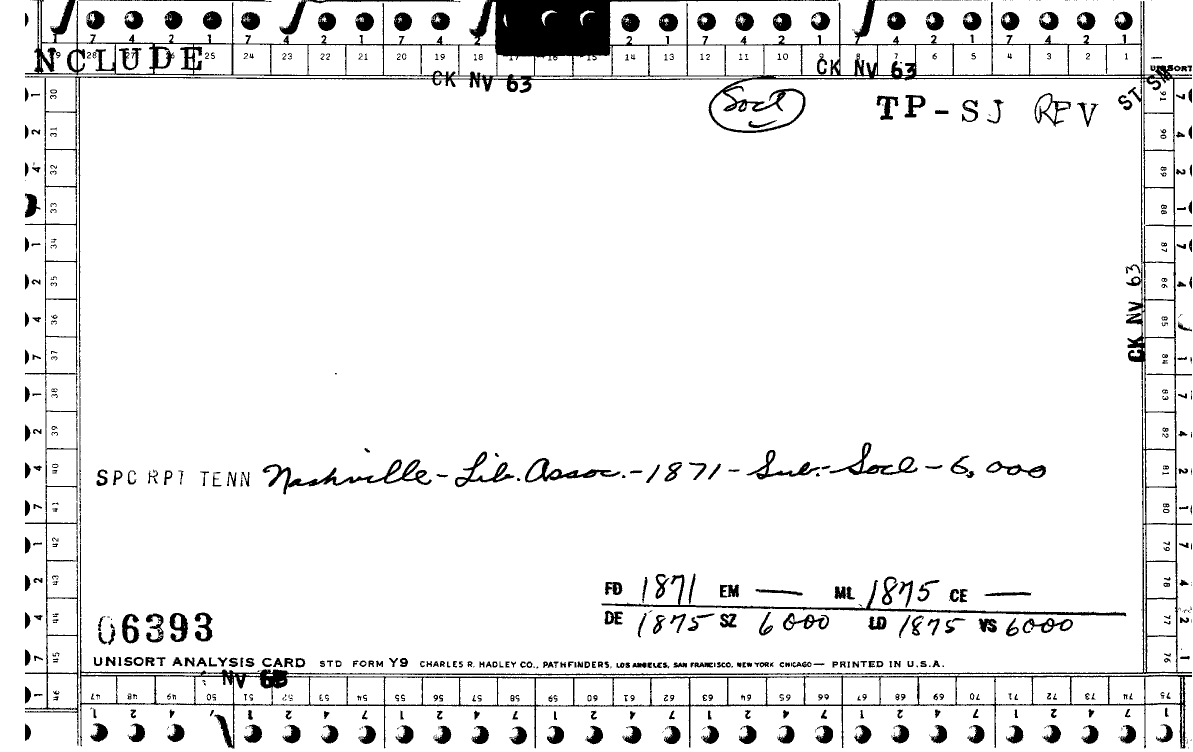 7 4 2 1 7 4 2 1 7 4 2 2 1 7 4 2 1 7 4 2 1 7 4 2 1
28 25 24 23 22 21 20 19 18 17 16 15 14 13 12 11 10 9 8 7 6 5 4 3 2 1
NCLUDE
CK NV 63
CK NV 63
UNISORT
Socl
TP-SJ REV
ST SM
CK NV 63
SPC RPT TENN Nashville-Lib. Assoc.-1871-Sub.-Socl-6,000
FD 1871 EM — ML 1875 CE —
DE 1875 SZ 6000 LD 1875 VS 6000
06393
UNISORT ANALYSIS CARD STD FORM Y9 CHARLES R. HADLEY CO., PATHFINDERS, LOS ANGELES, SAN FRANCISCO, NEW YORK CHICAGO— PRINTED IN U.S.A.
NV 63
30 31 32 33 34 35 36 37 38 39 40 41 42 43 44 45 46
91 90 89 88 87 86 85 84 83 82 81 80 79 78 77 76
47 48 49 50 51 52 53 54 55 56 57 58 59 60 61 62 63 64 65 66 67 68 69 70 71 72 73 74 75